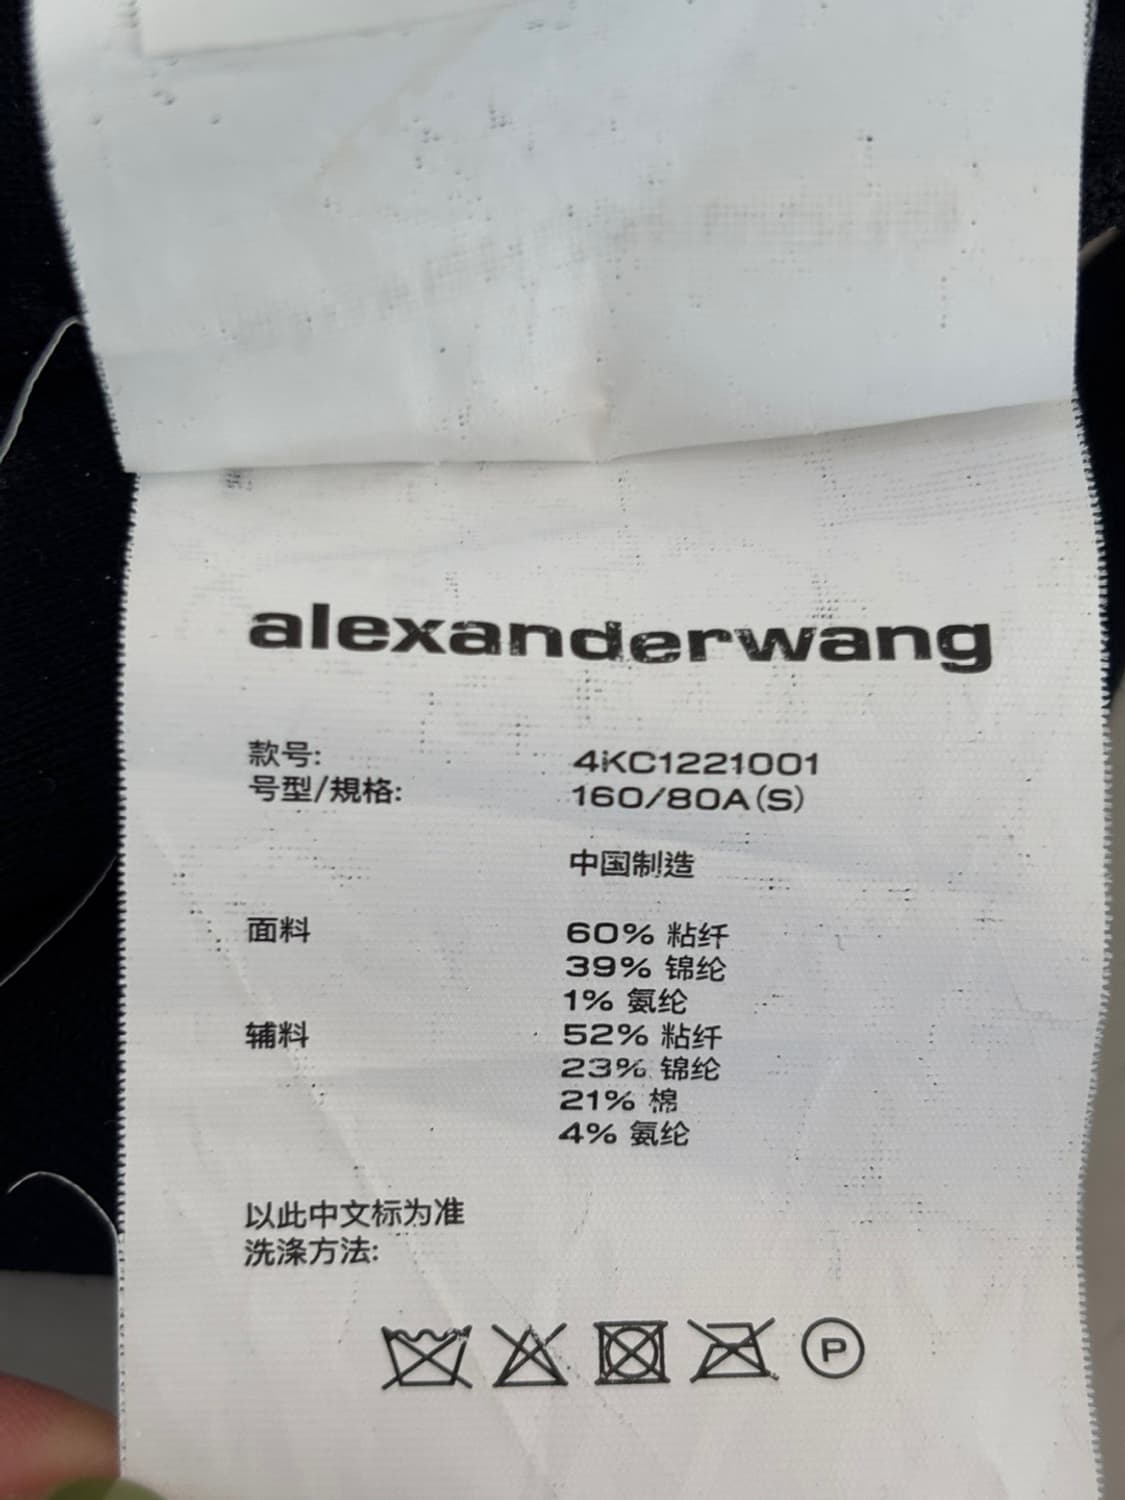 alexanderwang
款号: 4KC1221001
号型/規格: 160/80A(S)
中国制造
面料 60% 粘纤
39% 锦纶
1% 氨纶
辅料 52% 粘纤
23% 锦纶
21% 棉
4% 氨纶
以此中文标为准
洗涤方法:
P